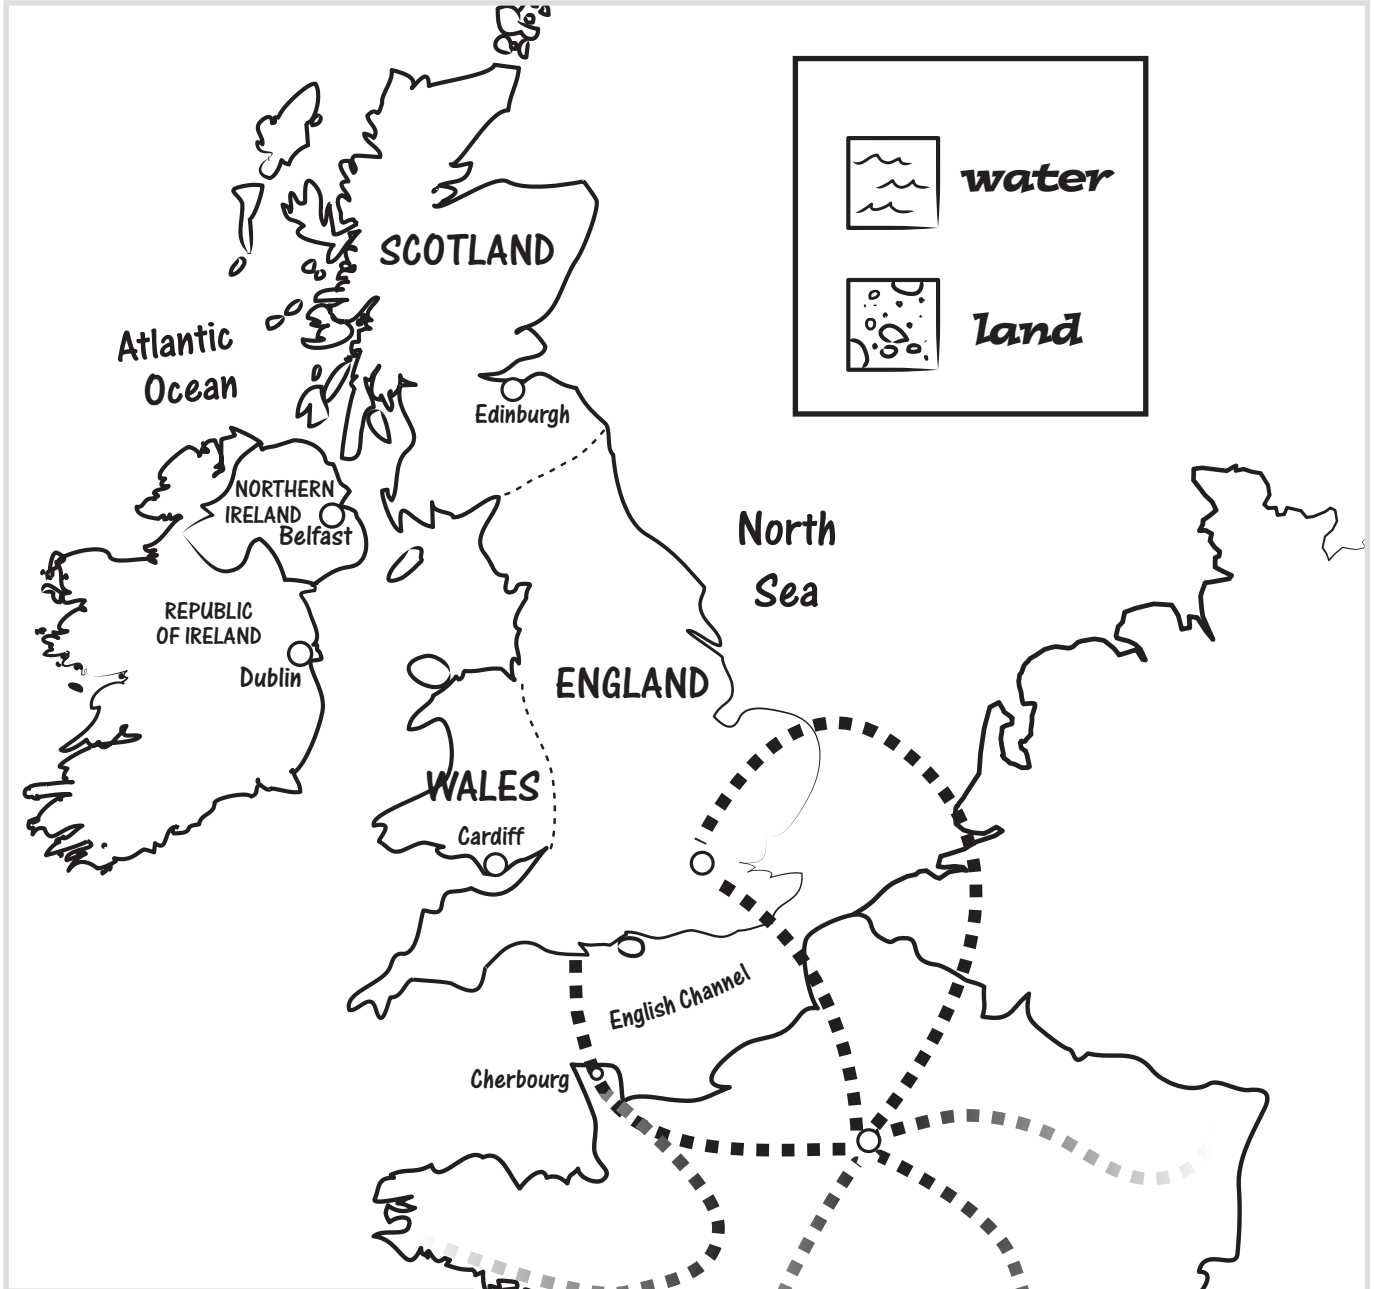 water
land
SCOTLAND
Atlantic
Ocean
Edinburgh
NORTHERN
IRELAND
Belfast
North
Sea
REPUBLIC
OF IRELAND
Dublin
ENGLAND
WALES
Cardiff
English Channel
Cherbourg